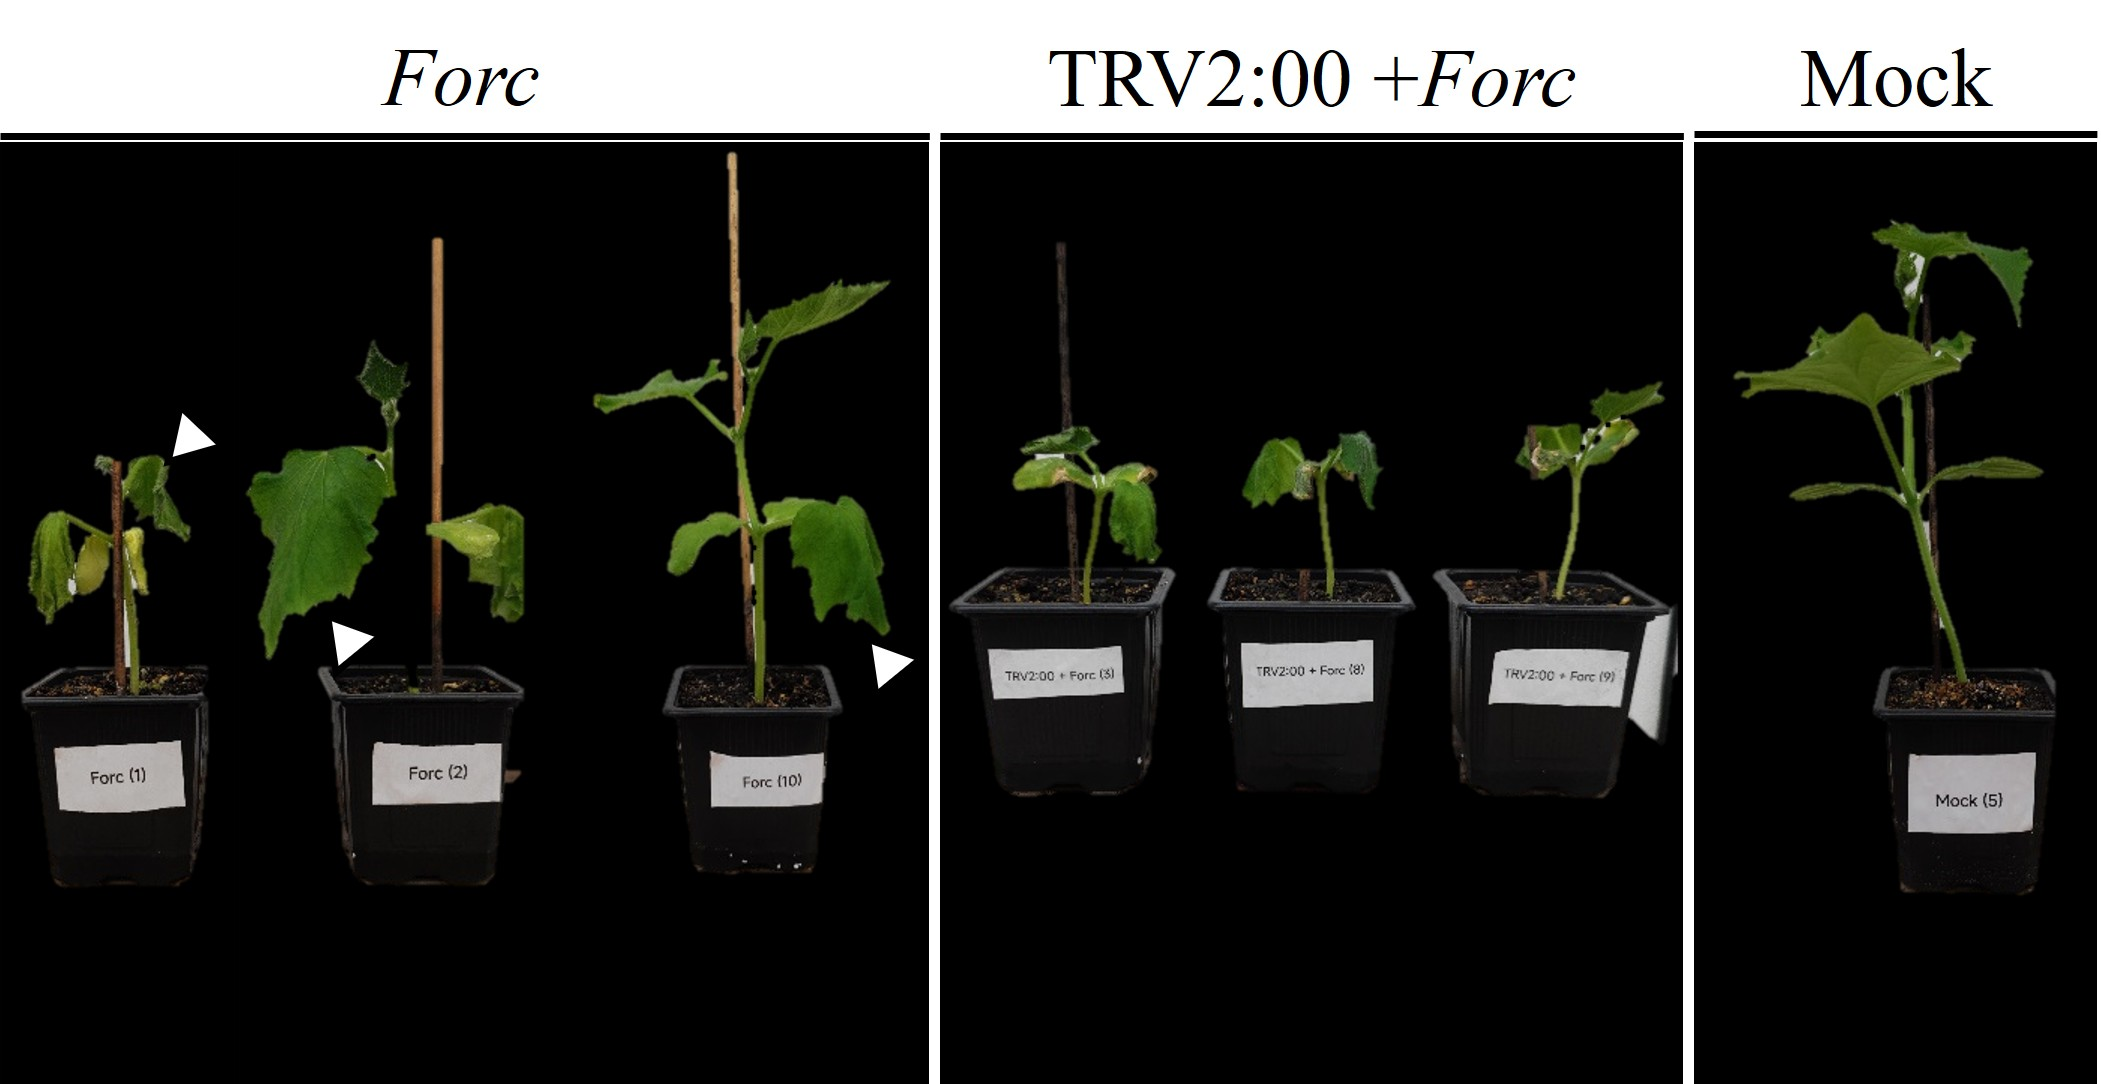 Forc
TRV2:00 +Forc
Mock
Forc (1)
Forc (2)
Forc (10)
TRV2:00 + Forc (3)
TRV2:00 + Forc (8)
TRV2:00 + Forc (9)
Mock (5)